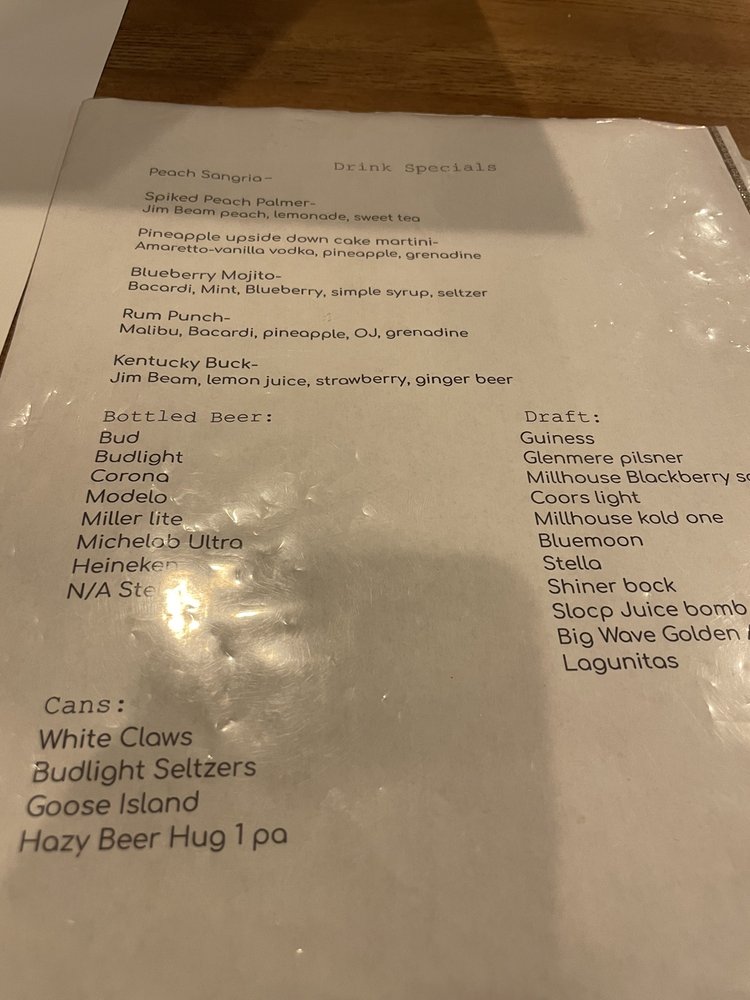 Drink Specials
Peach Sangria-
Spiked Peach Palmer-
Jim Beam peach, lemonade, sweet tea
Pineapple upside down cake martini-
Amaretto-vanilla vodka, pineapple, grenadine
Blueberry Mojito-
Bacardi, Mint, Blueberry, simple syrup, seltzer
Rum Punch-
Malibu, Bacardi, pineapple, OJ, grenadine
Kentucky Buck-
Jim Beam, lemon juice, strawberry, ginger beer
Bottled Beer:
Bud
Budlight
Corona
Modelo
Miller lite
Michelob Ultra
Heineken
N/A
Draft:
Guiness
Glenmere pilsner
Millhouse Blackberry
Coors light
Millhouse kold one
Bluemoon
Stella
Shiner bock
Slocp Juice bomb
Big Wave Golden
Lagunitas
Cans:
White Claws
Budlight Seltzers
Goose Island
Hazy Beer Hug 1 pa